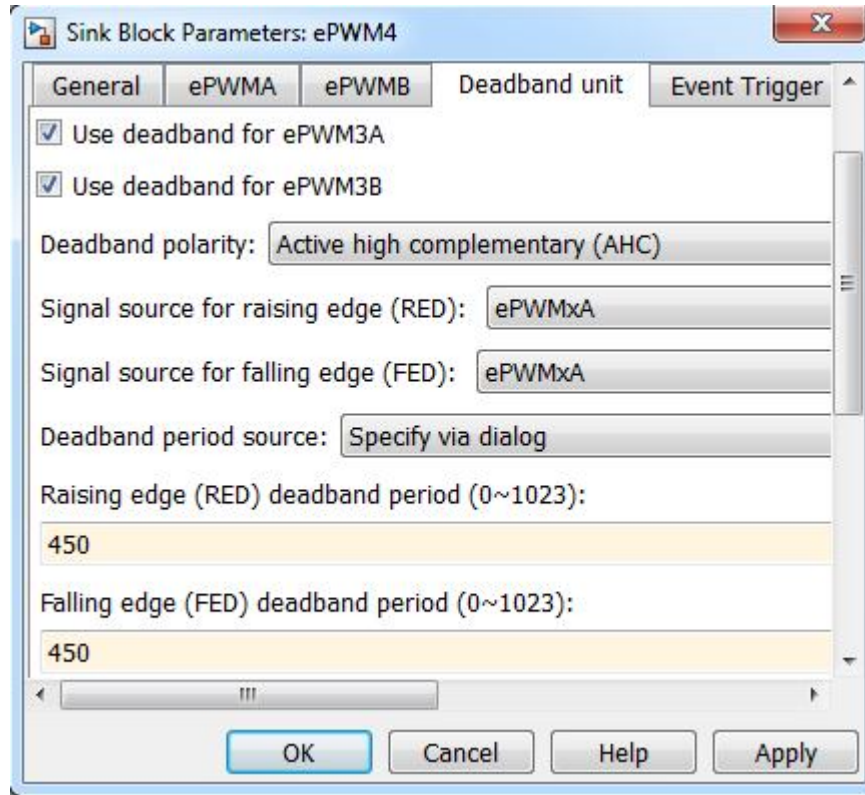 Sink Block Parameters: ePWM4
General ePWMA ePWMB Deadband unit Event Trigger
Use deadband for ePWM3A
Use deadband for ePWM3B
Deadband polarity: Active high complementary (AHC)
Signal source for raising edge (RED): ePWMxA
Signal source for falling edge (FED): ePWMxA
Deadband period source: Specify via dialog
Raising edge (RED) deadband period (0~1023):
450
Falling edge (FED) deadband period (0~1023):
450
OK Cancel Help Apply